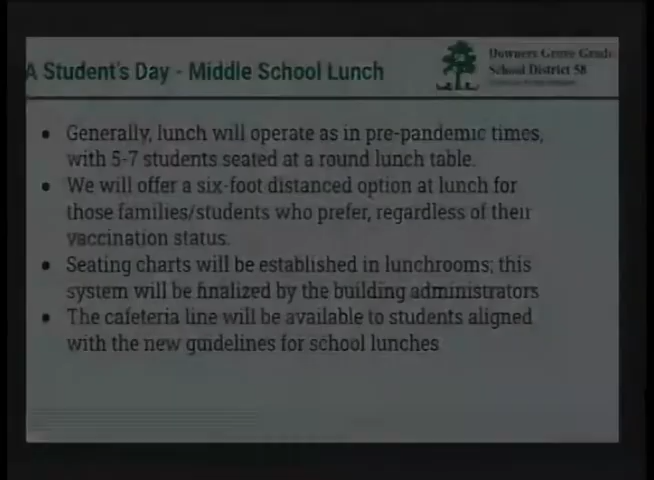 A Student's Day - Middle School Lunch
Downers Grove Grade
School District 58
• Generally, lunch will operate as in pre-pandemic times,
with 5-7 students seated at a round lunch table.
• We will offer a six-foot distanced option at lunch for
those families/students who prefer, regardless of their
vaccination status.
• Seating charts will be established in lunchrooms; this
system will be finalized by the building administrators
• The cafeteria line will be available to students aligned
with the new guidelines for school lunches